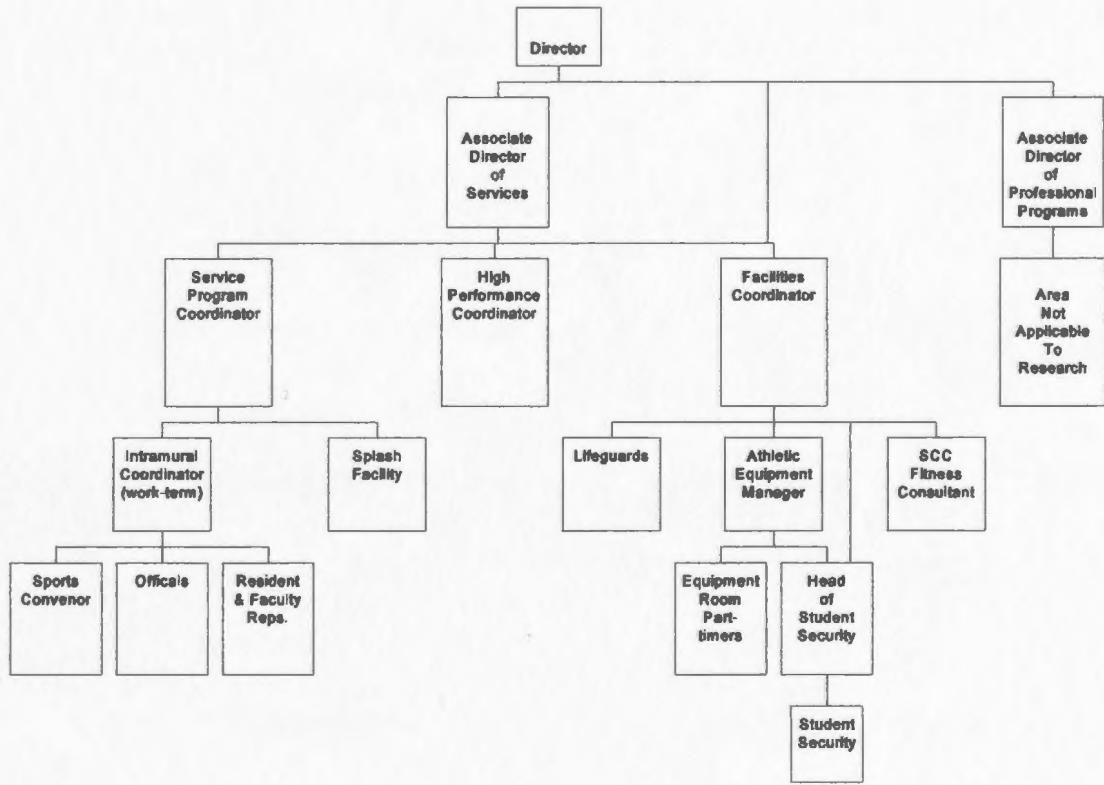 Director
Associate
Director
of
Services
Associate
Director
of
Professional
Programs
Service
Program
Coordinator
High
Performance
Coordinator
Facilities
Coordinator
Area
Not
Applicable
To
Research
Intramural
Coordinator
(work-term)
Splash
Facility
Lifeguards
Athletic
Equipment
Manager
SCC
Fitness
Consultant
Sports
Convenor
Officals
Resident
& Faculty
Reps.
Equipment
Room
Part-
timers
Head
of
Student
Security
Student
Security